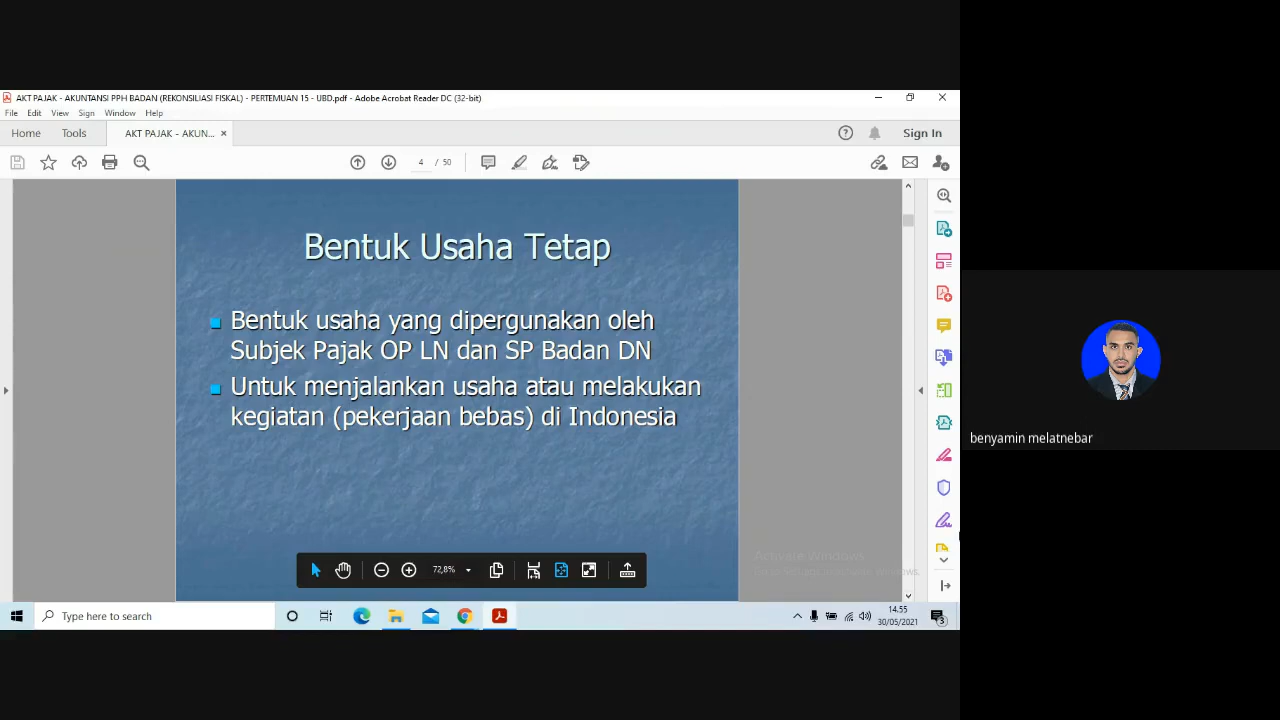 AKT PAJAK - AKUNTANSI PPH BADAN (REKONSILIASI FISKAL) - PERTEMUAN 15 - UBD.pdf - Adobe Acrobat Reader DC (32-bit)
File Edit View Sign Window Help
Home Tools AKT PAJAK - AKUN... × Sign In
4 / 50
Bentuk Usaha Tetap
Bentuk usaha yang dipergunakan oleh
Subjek Pajak OP LN dan SP Badan DN
Untuk menjalankan usaha atau melakukan
kegiatan (pekerjaan bebas) di Indonesia
benyamin melatnebar
Activate Windows
72,8%
Type here to search
14.55
30/05/2021
3